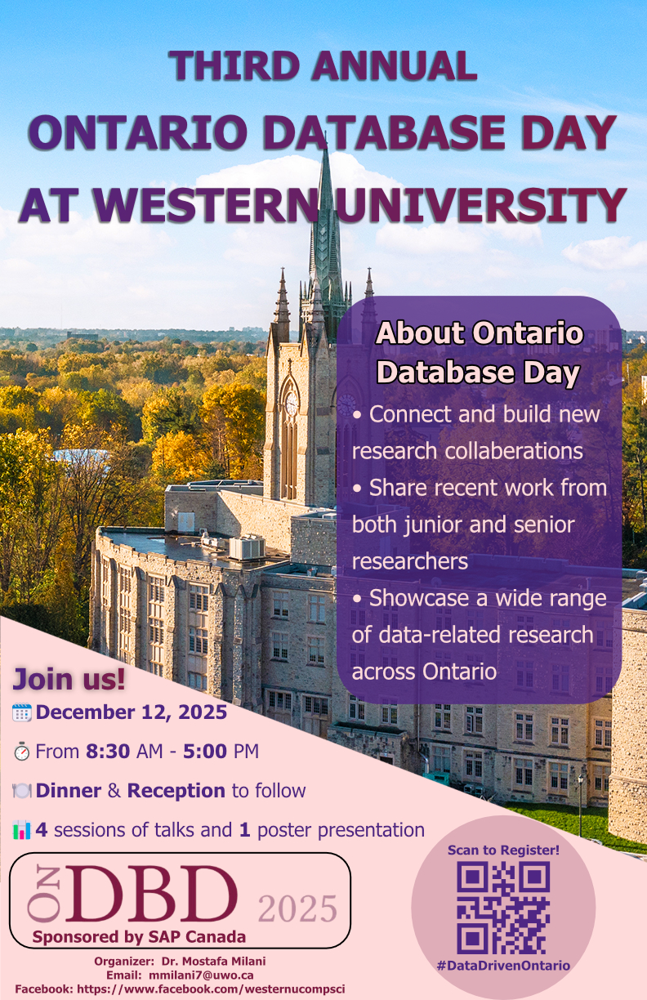 THIRD ANNUAL
ONTARIO DATABASE DAY
AT WESTERN UNIVERSITY
About Ontario
Database Day
• Connect and build new
research collaberations
• Share recent work from
both junior and senior
researchers
• Showcase a wide range
of data-related research
across Ontario
Join us!
December 12, 2025
From 8:30 AM - 5:00 PM
Dinner & Reception to follow
4 sessions of talks and 1 poster presentation
ON DBD 2025
Sponsored by SAP Canada
Organizer: Dr. Mostafa Milani
Email: mmilani7@uwo.ca
Facebook: https://www.facebook.com/westernucompsci
Scan to Register!
#DataDrivenOntario